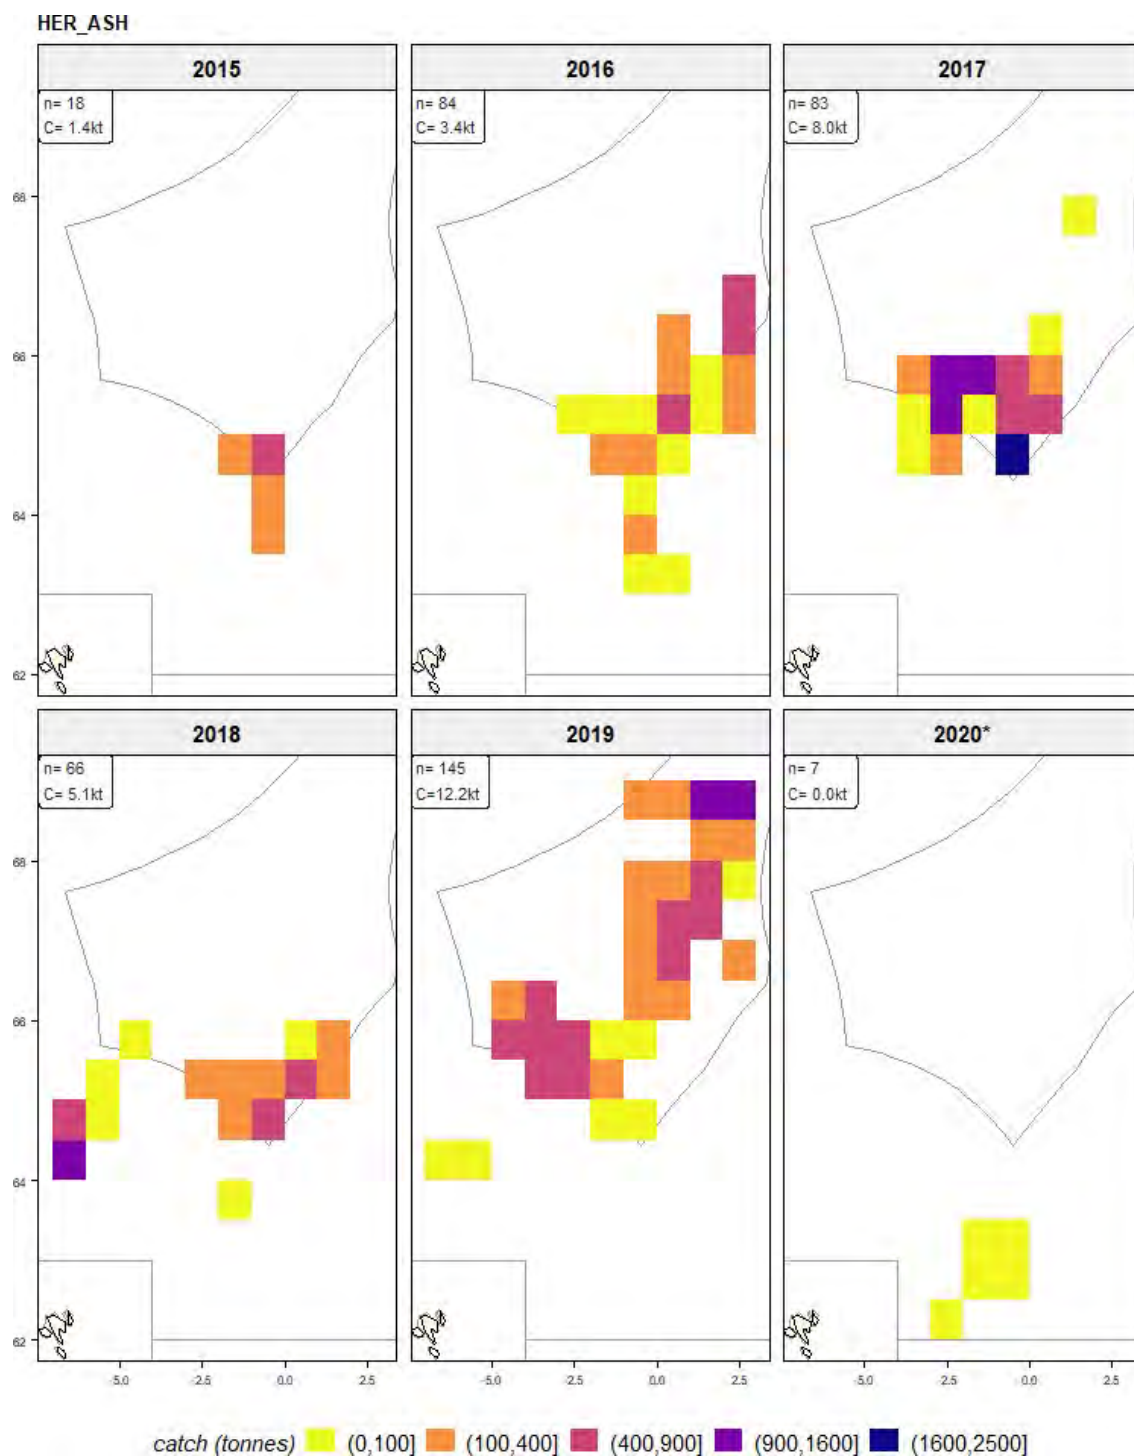 HER_ASH
2015
2016
2017
n= 18
C= 1.4kt
n= 84
C= 3.4kt
n= 83
C= 8.0kt
68
66
64
62
2018
2019
2020*
n= 66
C= 5.1kt
n= 145
C=12.2kt
n= 7
C= 0.0kt
68
66
64
62
-5.0 -2.5 0.0 2.5
-5.0 -2.5 0.0 2.5
-5.0 -2.5 0.0 2.5
catch (tonnes) (0,100] (100,400] (400,900] (900,1600] (1600,2500]